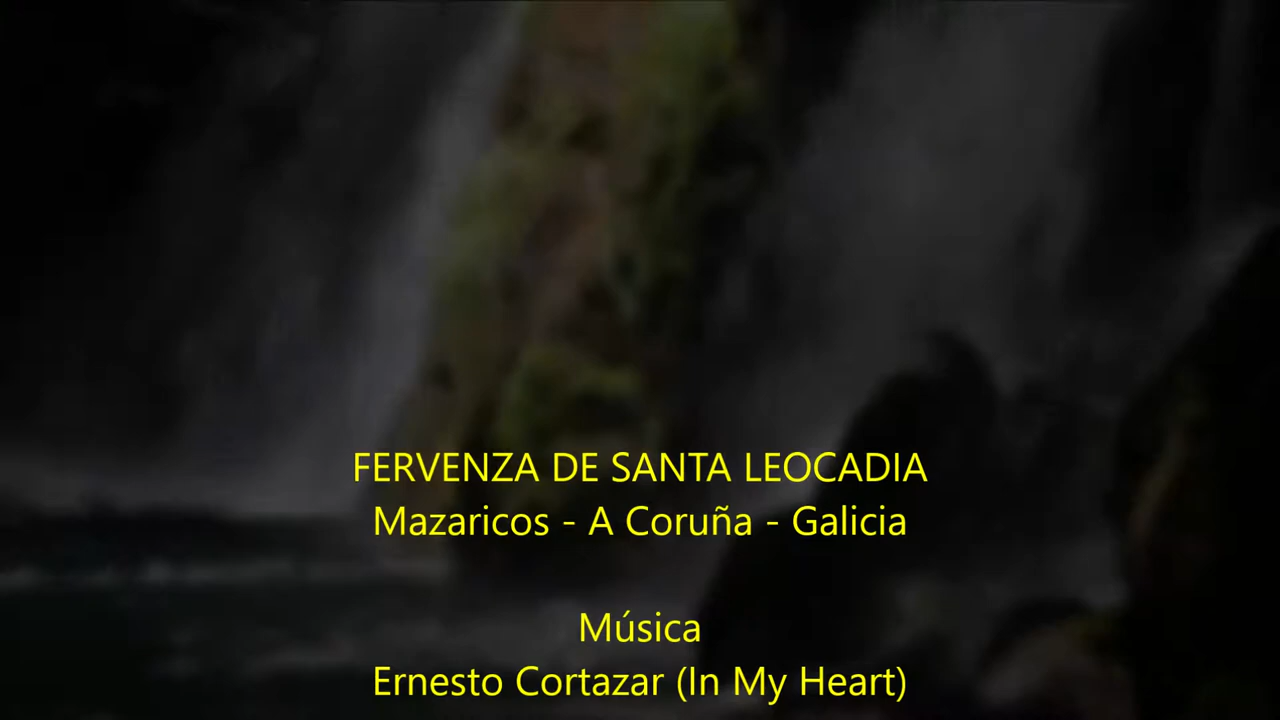 FERVENZA DE SANTA LEOCADIA
Mazaricos - A Coruña - Galicia
Música
Ernesto Cortazar (In My Heart)